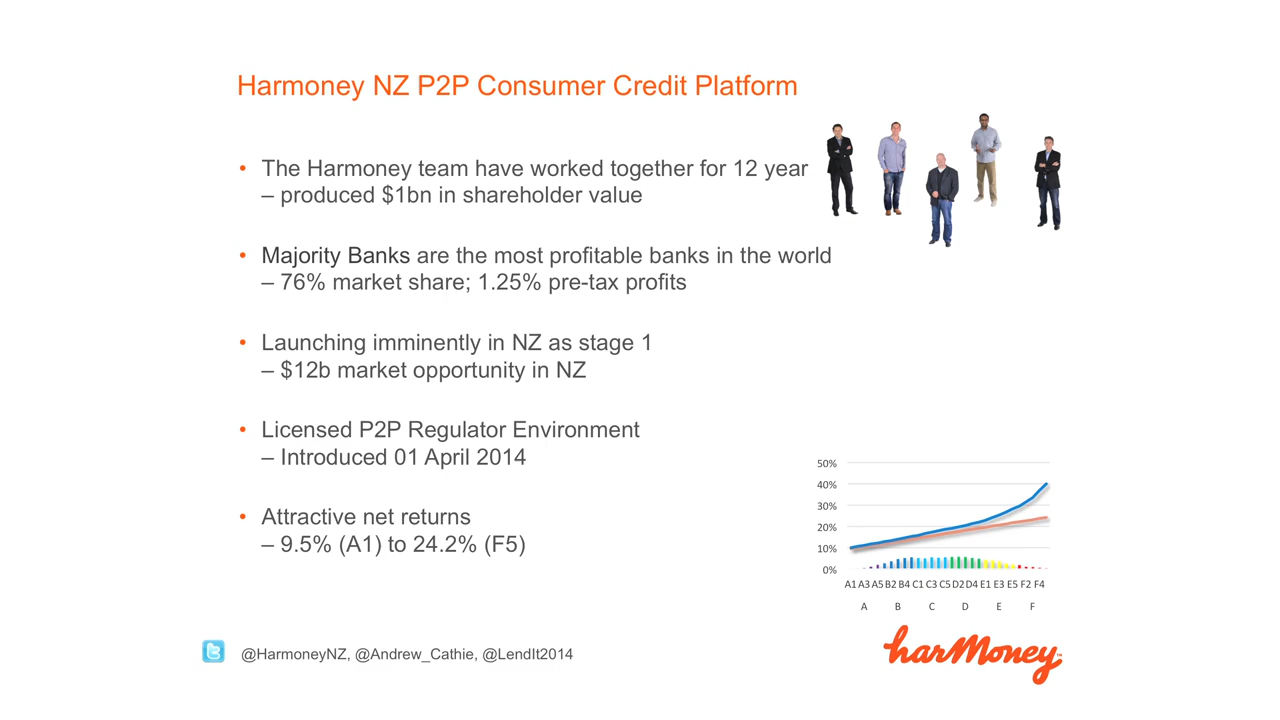 Harmoney NZ P2P Consumer Credit Platform
• The Harmoney team have worked together for 12 year
– produced $1bn in shareholder value
• Majority Banks are the most profitable banks in the world
– 76% market share; 1.25% pre-tax profits
• Launching imminently in NZ as stage 1
– $12b market opportunity in NZ
• Licensed P2P Regulator Environment
– Introduced 01 April 2014
• Attractive net returns
– 9.5% (A1) to 24.2% (F5)
50%
40%
30%
20%
10%
0%
A1 A3 A5 B2 B4 C1 C3 C5 D2 D4 E1 E3 E5 F2 F4
A B C D E F
@HarmoneyNZ, @Andrew_Cathie, @LendIt2014
harMoney™